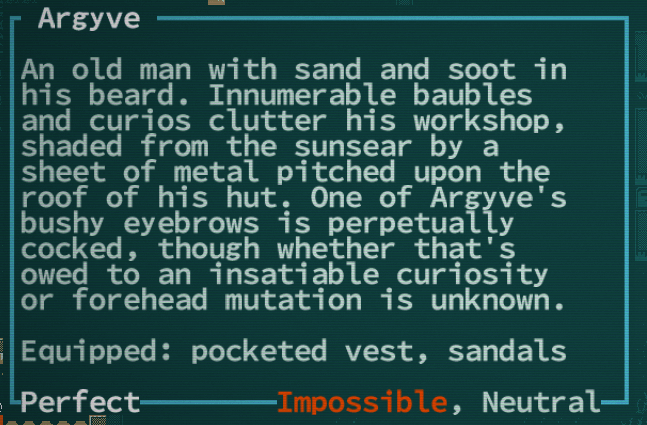 Argyve
An old man with sand and soot in
his beard. Innumerable baubles
and curios clutter his workshop,
shaded from the sunsear by a
sheet of metal pitched upon the
roof of his hut. One of Argyve's
bushy eyebrows is perpetually
cocked, though whether that's
owed to an insatiable curiosity
or forehead mutation is unknown.
Equipped: pocketed vest, sandals
Perfect Impossible, Neutral